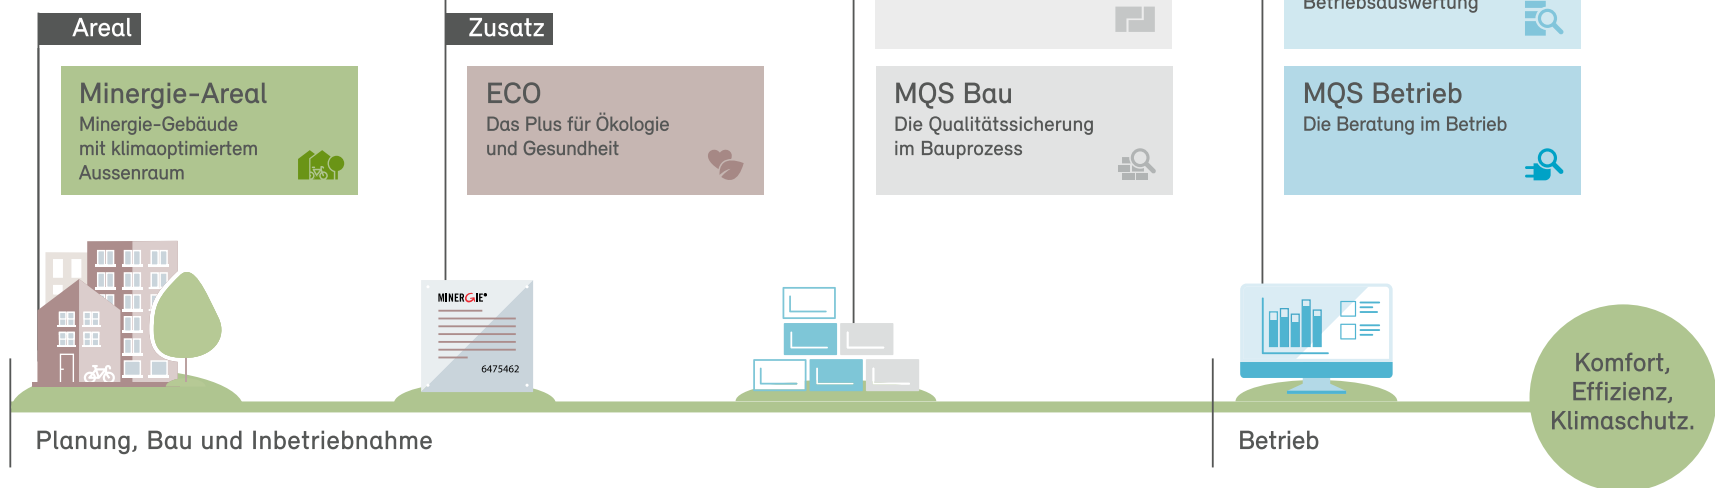 Betriebsauswertung
Areal
Zusatz
Minergie-Areal
Minergie-Gebäude
mit klimaoptimiertem
Aussenraum
ECO
Das Plus für Ökologie
und Gesundheit
MQS Bau
Die Qualitätssicherung
im Bauprozess
MQS Betrieb
Die Beratung im Betrieb
MINERGIE®
6475462
Komfort,
Effizienz,
Klimaschutz.
Planung, Bau und Inbetriebnahme
Betrieb